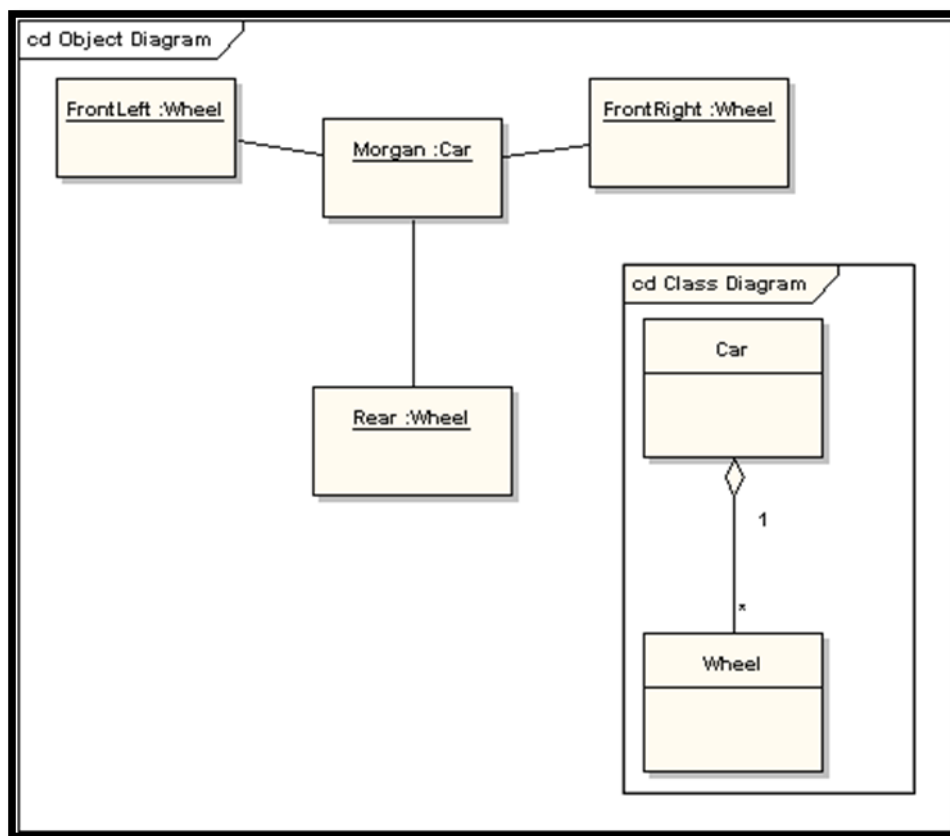 cd Object Diagram
FrontLeft :Wheel
Morgan :Car
FrontRight :Wheel
Rear :Wheel
cd Class Diagram
Car
1
*
Wheel